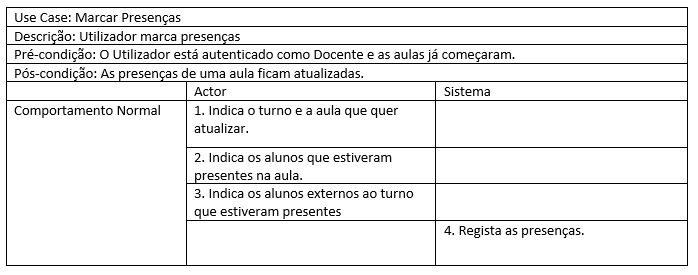 Use Case: Marcar Presenças
Descrição: Utilizador marca presenças
Pré-condição: O Utilizador está autenticado como Docente e as aulas já começaram.
Pós-condição: As presenças de uma aula ficam atualizadas.
Actor
Sistema
Comportamento Normal
1. Indica o turno e a aula que quer
atualizar.
2. Indica os alunos que estiveram
presentes na aula.
3. Indica os alunos externos ao turno
que estiveram presentes
4. Regista as presenças.